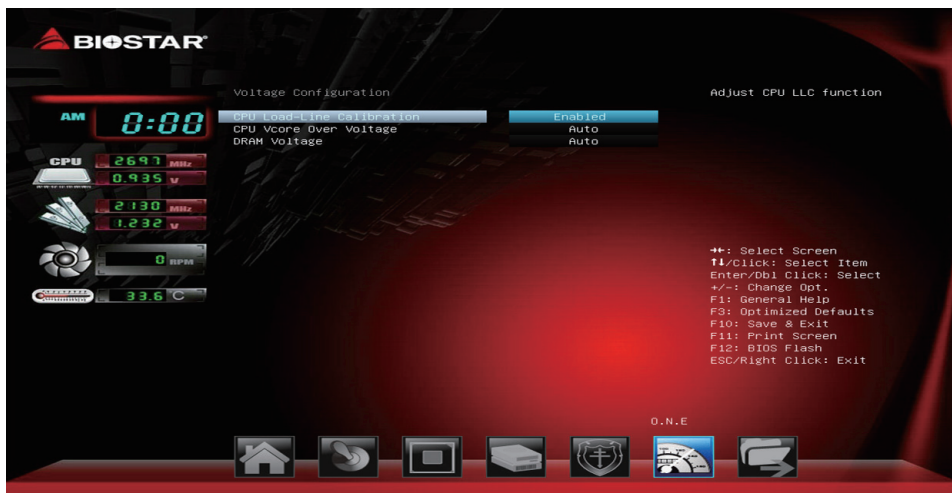 BIOSTAR
Voltage Configuration
Adjust CPU LLC function
AM 0:00
CPU Load-Line Calibration Enabled
CPU Vcore Over Voltage Auto
DRAM Voltage Auto
CPU 2697 MHz
0.935 V
2130 MHz
1.232 V
0 RPM
33.6 C
→←: Select Screen
↑↓/Click: Select Item
Enter/Dbl Click: Select
+/-: Change Opt.
F1: General Help
F3: Optimized Defaults
F10: Save & Exit
F11: Print Screen
F12: BIOS Flash
ESC/Right Click: Exit
O.N.E